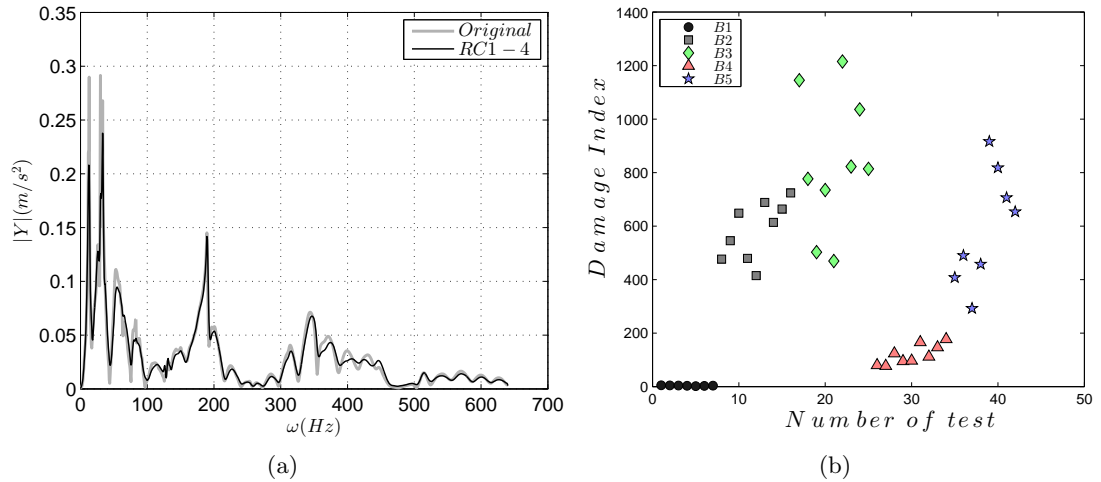 0.35
0.3
0.25
0.2
0.15
0.1
0.05
0
|Y|(m/s²)
Original
RC1 − 4
0 100 200 300 400 500 600 700
ω(Hz)
(a)
1400
1200
1000
800
600
400
200
0
Damage Index
B1
B2
B3
B4
B5
0 10 20 30 40 50
Number of test
(b)